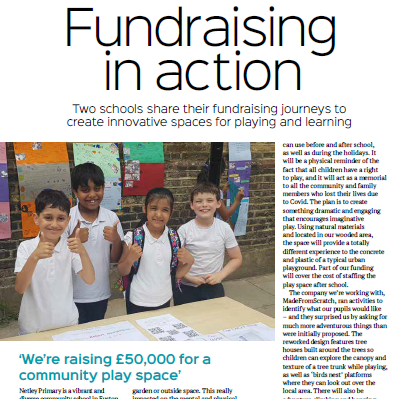 Fundraising
in action
Two schools share their fundraising journeys to
create innovative spaces for playing and learning
‘We’re raising £50,000 for a
community play space’
Netley Primary is a vibrant and
diverse community school in Euston
garden or outside space. This really
impacted on the mental and physical
can use before and after school,
as well as during the holidays. It
will be a physical reminder of the
fact that all children have a right
to play, and it will act as a memorial
to all the community and family
members who lost their lives due
to Covid. The plan is to create
something dramatic and engaging
that encourages imaginative
play. Using natural materials
and located in our wooded area,
the space will provide a totally
different experience to the concrete
and plastic of a typical urban
playground. Part of our funding
will cover the cost of staffing the
play space after school.
The company we’re working with,
MadeFromScratch, ran activities to
identify what our pupils would like
– and they surprised us by asking for
much more adventurous things than
were initially proposed. The
reworked design features tree
houses built around the trees so
children can explore the canopy and
texture of a tree trunk while playing,
as well as ‘birds nest’ platforms
where they can look out over the
local area. There will also be